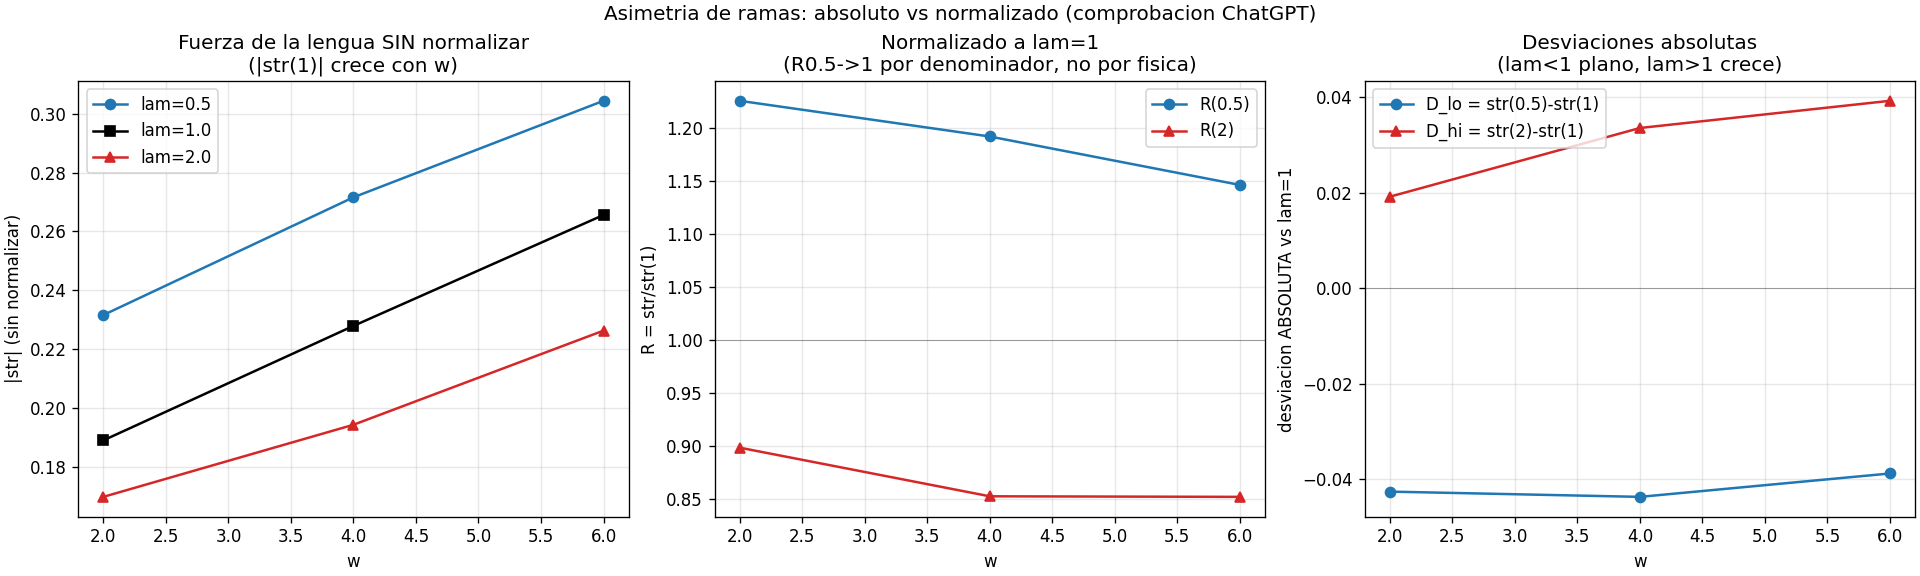 Asimetria de ramas: absoluto vs normalizado (comprobacion ChatGPT)
Fuerza de la lengua SIN normalizar
(|str(1)| crece con w)
|str| (sin normalizar)
0.30
0.28
0.26
0.24
0.22
0.20
0.18
lam=0.5
lam=1.0
lam=2.0
2.0 2.5 3.0 3.5 4.0 4.5 5.0 5.5 6.0
w
Normalizado a lam=1
(R0.5->1 por denominador, no por fisica)
R = str/str(1)
1.20
1.15
1.10
1.05
1.00
0.95
0.90
0.85
R(0.5)
R(2)
2.0 2.5 3.0 3.5 4.0 4.5 5.0 5.5 6.0
w
Desviaciones absolutas
(lam<1 plano, lam>1 crece)
desviacion ABSOLUTA vs lam=1
0.04
0.02
0.00
−0.02
−0.04
D_lo = str(0.5)-str(1)
D_hi = str(2)-str(1)
2.0 2.5 3.0 3.5 4.0 4.5 5.0 5.5 6.0
w